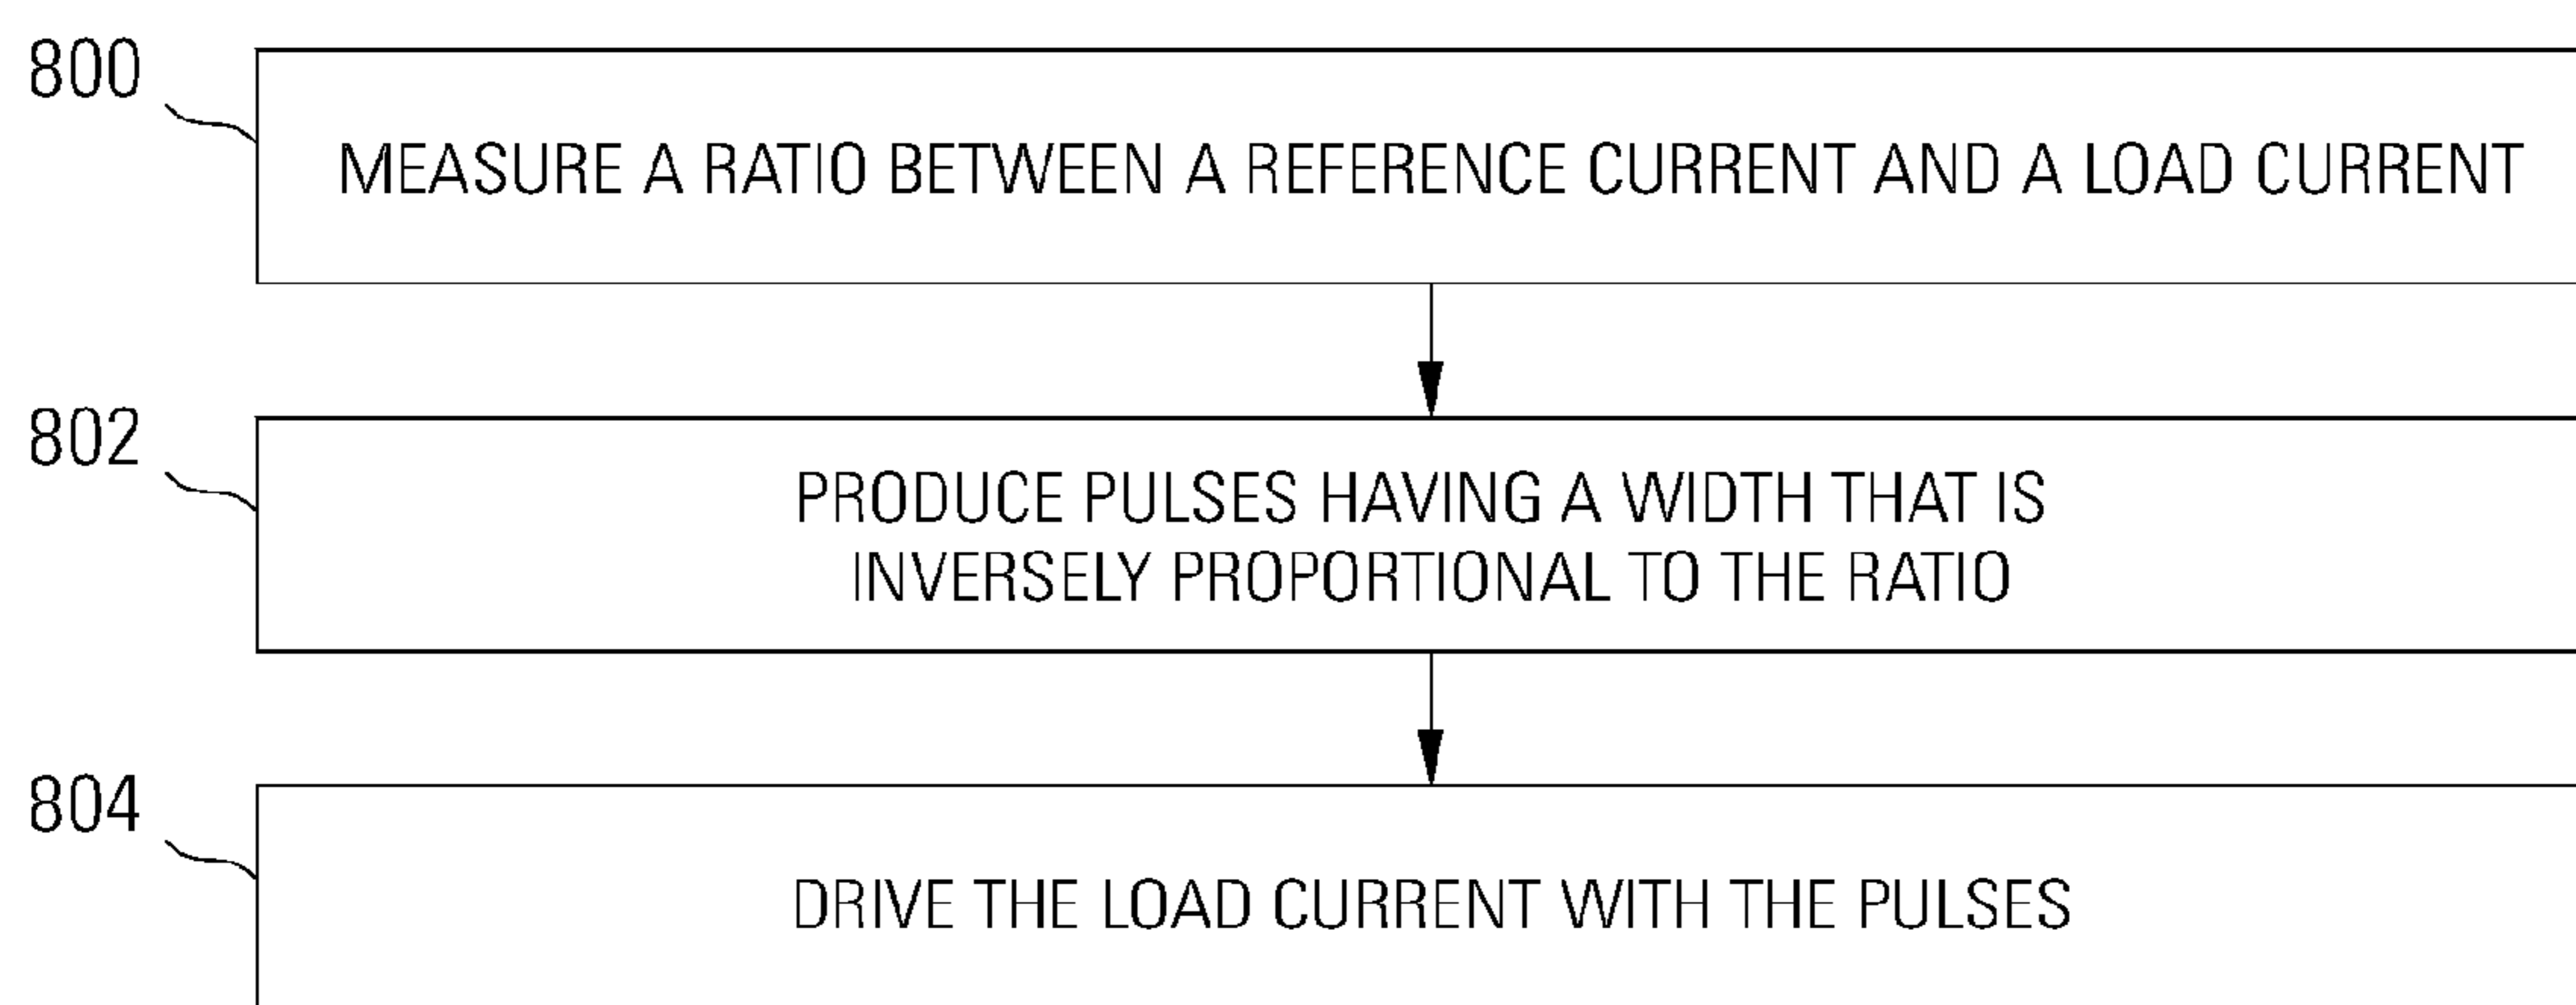 800
MEASURE A RATIO BETWEEN A REFERENCE CURRENT AND A LOAD CURRENT
802
PRODUCE PULSES HAVING A WIDTH THAT IS
INVERSELY PROPORTIONAL TO THE RATIO
804
DRIVE THE LOAD CURRENT WITH THE PULSES